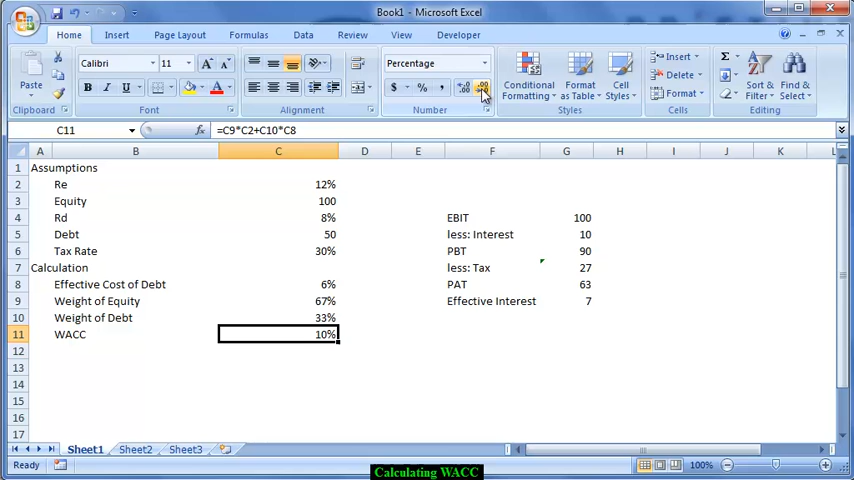 Book1 - Microsoft Excel
Home Insert Page Layout Formulas Data Review View Developer
Paste
Calibri 11
B I U
Percentage
$ % ,
Conditional Formatting
Format as Table
Cell Styles
Insert
Delete
Format
Sort & Filter
Find & Select
Clipboard Font Alignment Number Styles Cells Editing
C11 fx =C9*C2+C10*C8
A B C D E F G H I J K L
1 Assumptions
2 Re 12%
3 Equity 100
4 Rd 8% EBIT 100
5 Debt 50 less: Interest 10
6 Tax Rate 30% PBT 90
7 Calculation less: Tax 27
8 Effective Cost of Debt 6% PAT 63
9 Weight of Equity 67% Effective Interest 7
10 Weight of Debt 33%
11 WACC 10%
12
13
14
15
16
17
Sheet1 Sheet2 Sheet3
Ready 100%
Calculating WACC